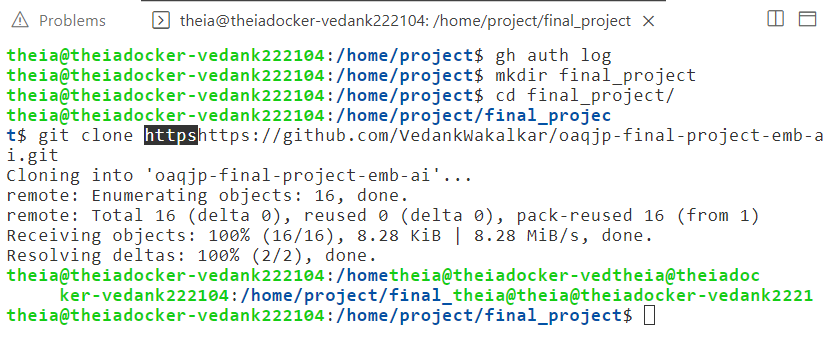 Problems theia@theiadocker-vedank222104: /home/project/final_project
theia@theiadocker-vedank222104:/home/project$ gh auth log
theia@theiadocker-vedank222104:/home/project$ mkdir final_project
theia@theiadocker-vedank222104:/home/project$ cd final_project/
theia@theiadocker-vedank222104:/home/project/final_projec
t$ git clone httpshttps://github.com/VedankWakalkar/oaqjp-final-project-emb-a
i.git
Cloning into 'oaqjp-final-project-emb-ai'...
remote: Enumerating objects: 16, done.
remote: Total 16 (delta 0), reused 0 (delta 0), pack-reused 16 (from 1)
Receiving objects: 100% (16/16), 8.28 KiB | 8.28 MiB/s, done.
Resolving deltas: 100% (2/2), done.
theia@theiadocker-vedank222104:/hometheia@theiadocker-vedtheia@theiadoc
ker-vedank222104:/home/project/final_theia@theia@theiadocker-vedank2221
theia@theiadocker-vedank222104:/home/project/final_project$